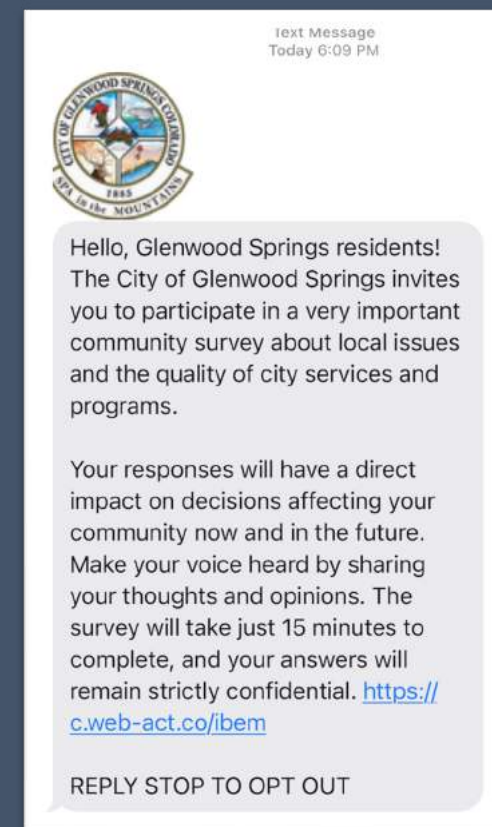 Text Message
Today 6:09 PM
CITY OF GLENWOOD SPRINGS COLORADO
1885
SPA in the MOUNTAINS
Hello, Glenwood Springs residents!
The City of Glenwood Springs invites
you to participate in a very important
community survey about local issues
and the quality of city services and
programs.
Your responses will have a direct
impact on decisions affecting your
community now and in the future.
Make your voice heard by sharing
your thoughts and opinions. The
survey will take just 15 minutes to
complete, and your answers will
remain strictly confidential. https://
c.web-act.co/ibem
REPLY STOP TO OPT OUT